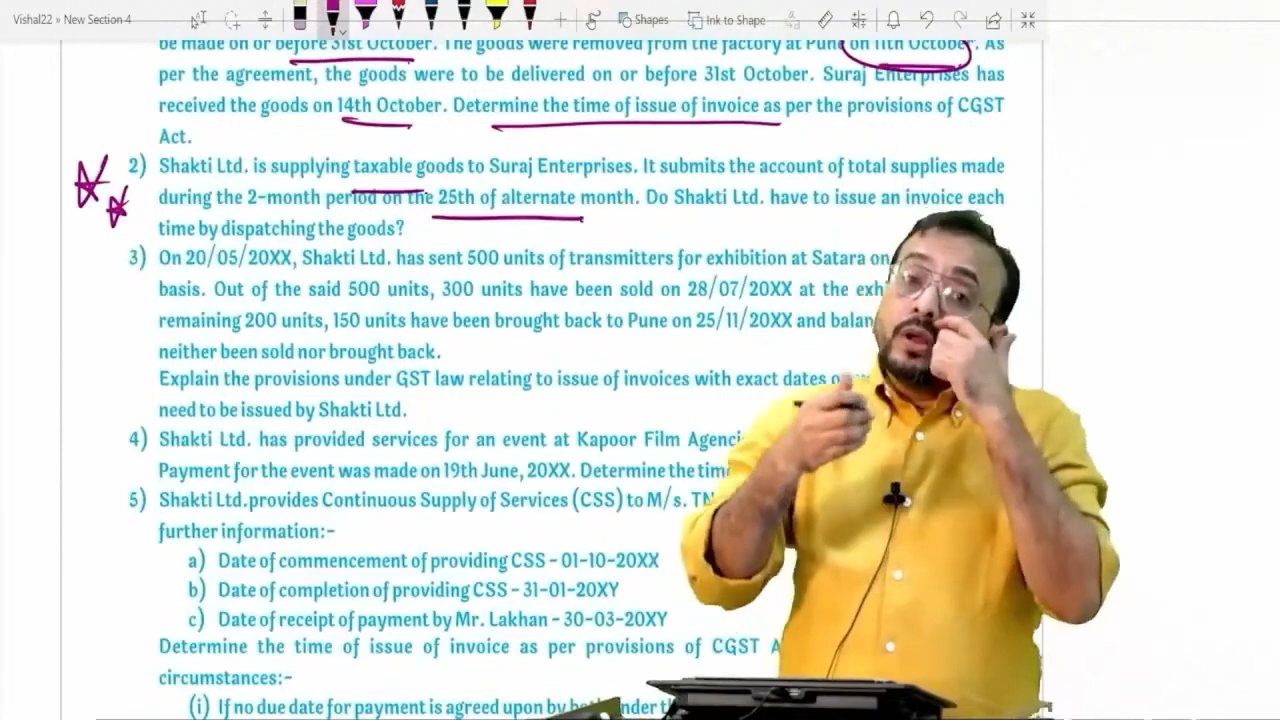 Vishal22 » New Section 4
Shapes
Ink to Shape
be made on or before 31st October. The goods were removed from the factory at Pune on 11th October. As
per the agreement, the goods were to be delivered on or before 31st October. Suraj Enterprises has
received the goods on 14th October. Determine the time of issue of invoice as per the provisions of CGST
Act.
2) Shakti Ltd. is supplying taxable goods to Suraj Enterprises. It submits the account of total supplies made
during the 2-month period on the 25th of alternate month. Do Shakti Ltd. have to issue an invoice each
time by dispatching the goods?
3) On 20/05/20XX, Shakti Ltd. has sent 500 units of transmitters for exhibition at Satara on
basis. Out of the said 500 units, 300 units have been sold on 28/07/20XX at the
remaining 200 units, 150 units have been brought back to Pune on 25/11/20XX and
neither been sold nor brought back.
Explain the provisions under GST law relating to issue of invoices with exact dates
need to be issued by Shakti Ltd.
4) Shakti Ltd. has provided services for an event at Kapoor Film
Payment for the event was made on 19th June, 20XX. Determine the
5) Shakti Ltd.provides Continuous Supply of Services (CSS) to M/s.
further information:-
a) Date of commencement of providing CSS - 01-10-20XX
b) Date of completion of providing CSS - 31-01-20XY
c) Date of receipt of payment by Mr. Lakhan - 30-03-20XY
Determine the time of issue of invoice as per provisions of CGST
circumstances:-
(i) If no due date for payment is agreed upon by